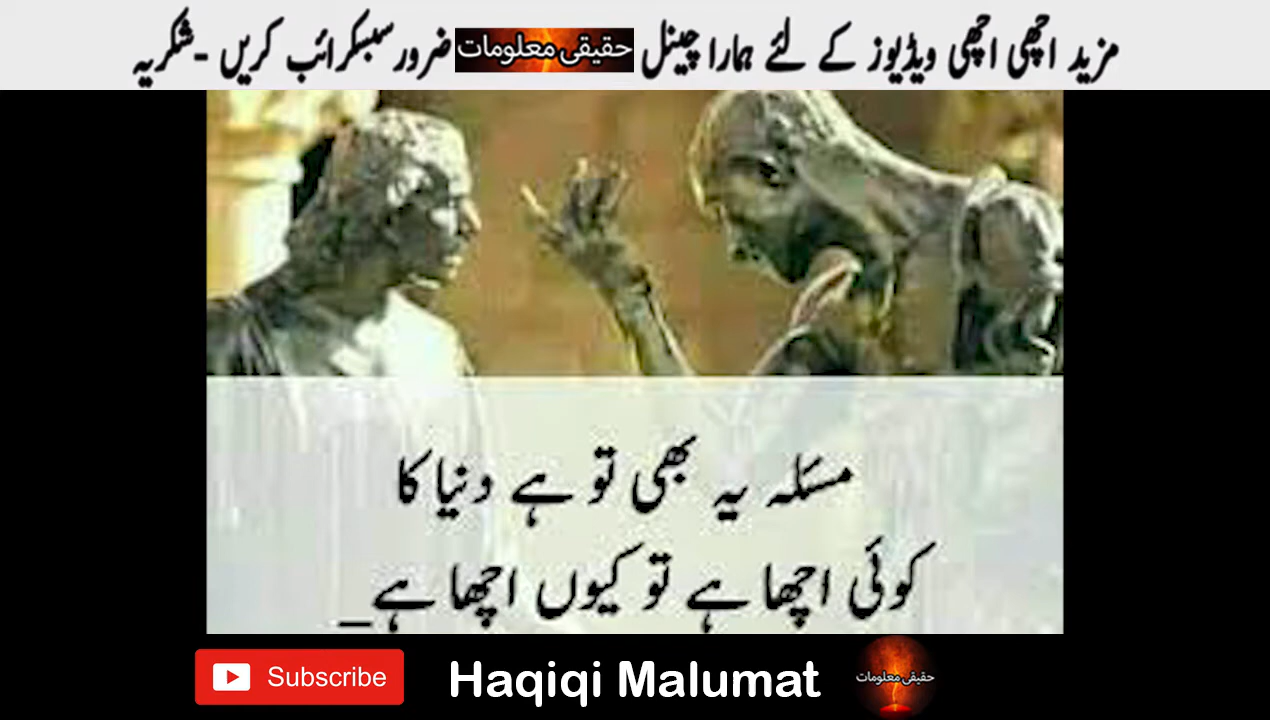 مزید اچھی اچھی ویڈیوز کے لئے ہمارا چینل حقیقی معلومات ضرور سبسکرائب کریں - شکریہ
مسئلہ یہ بھی تو ہے دنیا کا
کوئی اچھا ہے تو کیوں اچھا ہے_
Subscribe Haqiqi Malumat حقیقی معلومات